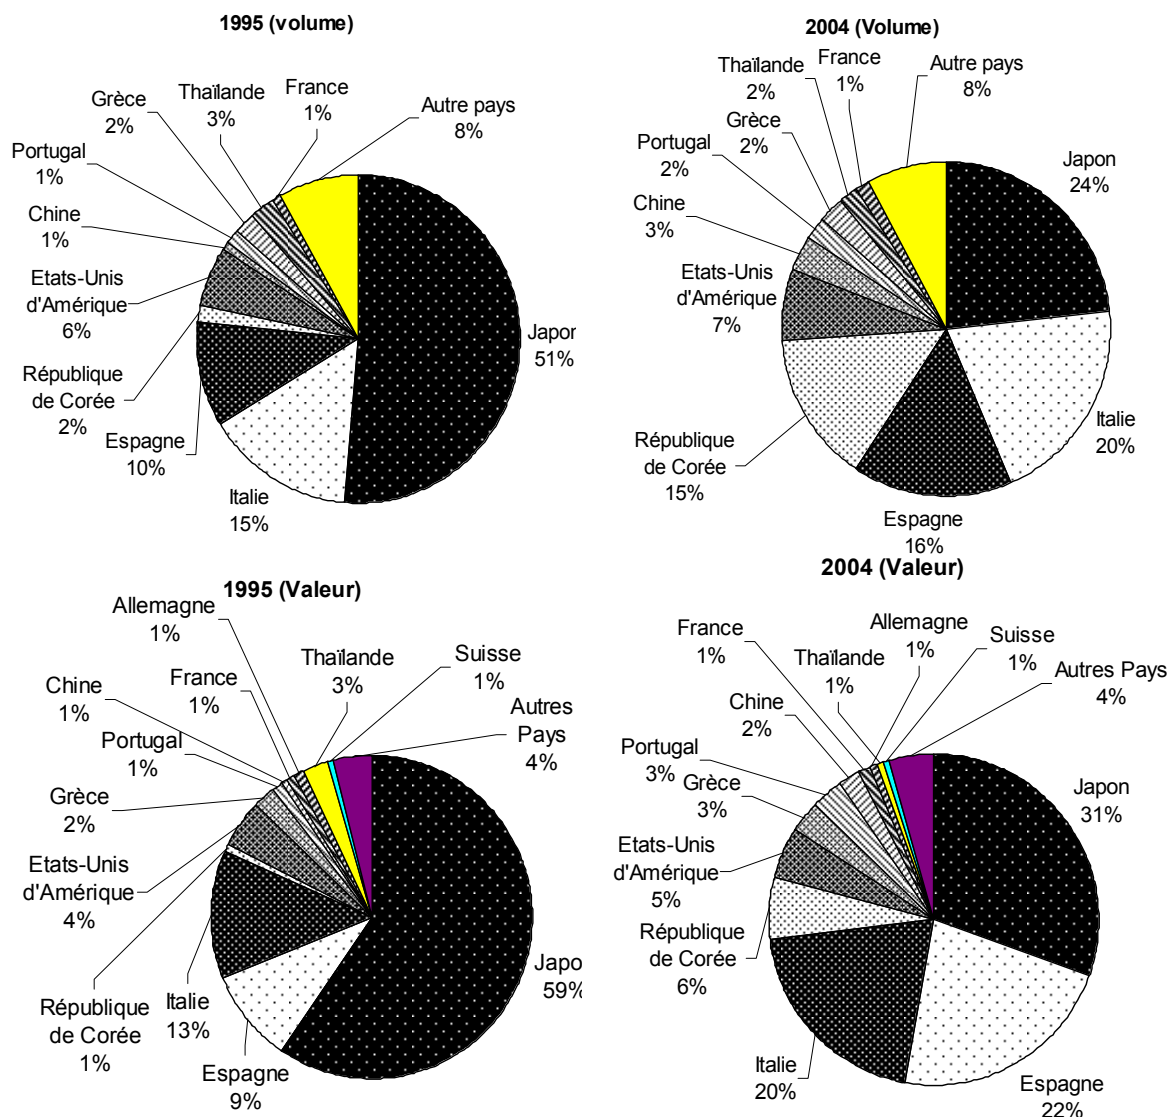 1995 (volume)
Grèce
2%
Thaïlande
3%
France
1%
Autre pays
8%
Portugal
1%
Chine
1%
Etats-Unis
d'Amérique
6%
République
de Corée
2%
Espagne
10%
Italie
15%
Japor
51%
2004 (Volume)
Thaïlande
2%
France
1%
Autre pays
8%
Grèce
2%
Portugal
2%
Chine
3%
Etats-Unis
d'Amérique
7%
République
de Corée
15%
Espagne
16%
Italie
20%
Japon
24%
1995 (Valeur)
Allemagne
1%
Thaïlande
3%
Suisse
1%
France
1%
Chine
1%
Autres
Pays
4%
Portugal
1%
Grèce
2%
Etats-Unis
d'Amérique
4%
République
de Corée
1%
Italie
13%
Espagne
9%
Japo
59%
2004 (Valeur)
France
1%
Allemagne
1%
Suisse
1%
Thaïlande
1%
Autres Pays
4%
Chine
2%
Portugal
3%
Grèce
3%
Etats-Unis
d'Amérique
5%
République
de Corée
6%
Italie
20%
Espagne
22%
Japon
31%